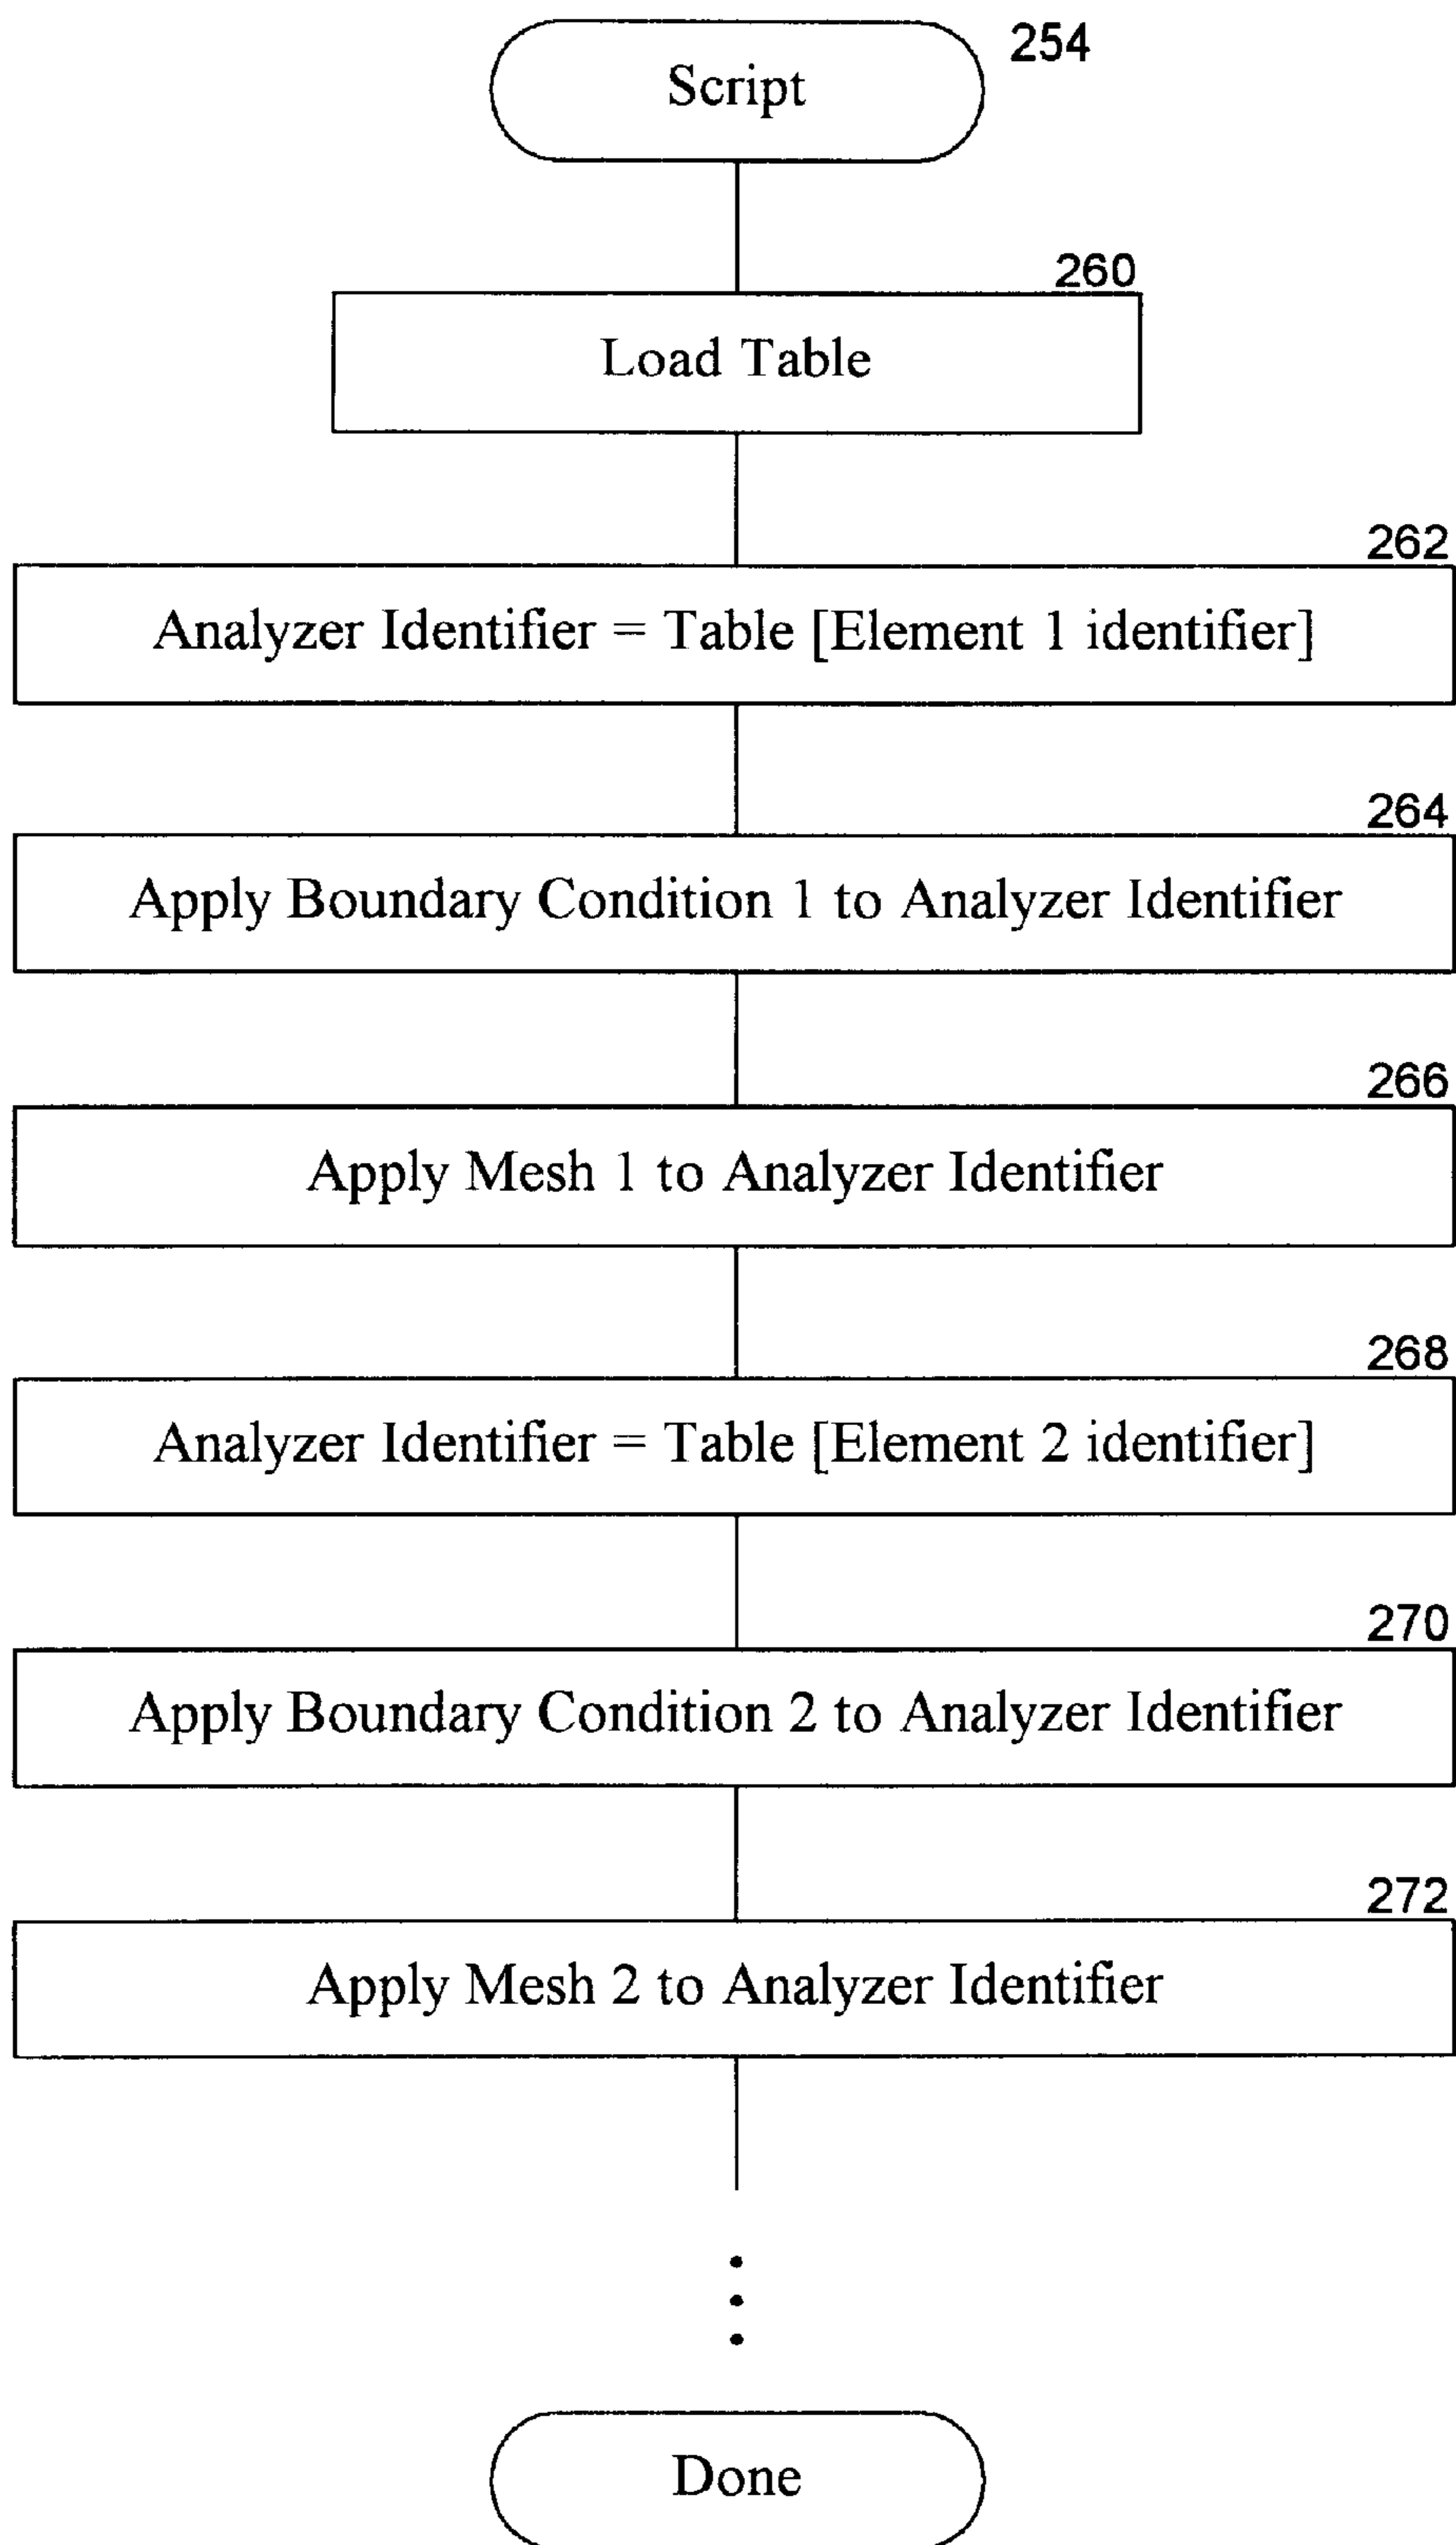 254
Script
260
Load Table
262
Analyzer Identifier = Table [Element 1 identifier]
264
Apply Boundary Condition 1 to Analyzer Identifier
266
Apply Mesh 1 to Analyzer Identifier
268
Analyzer Identifier = Table [Element 2 identifier]
270
Apply Boundary Condition 2 to Analyzer Identifier
272
Apply Mesh 2 to Analyzer Identifier
Done